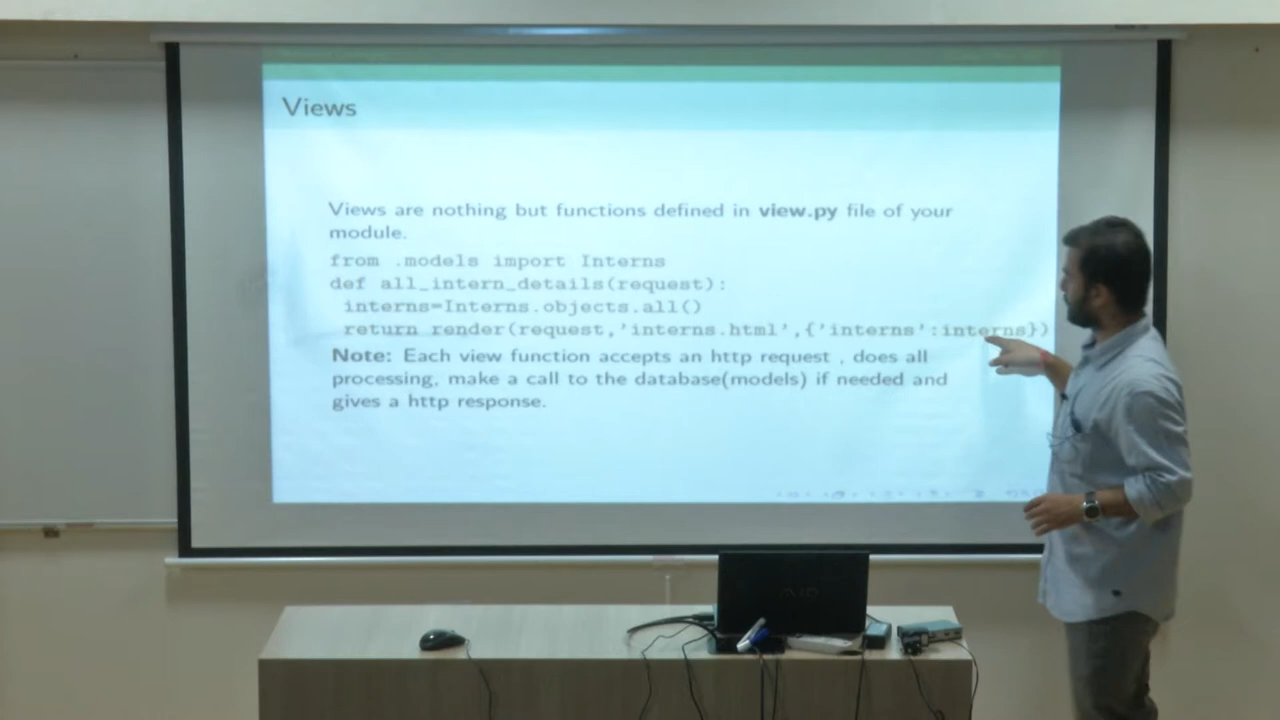 Views
Views are nothing but functions defined in view.py file of your
module.
from .models import Interns
def all_intern_details(request):
interns=Interns.objects.all()
return render(request,'interns.html',{'interns':interns})
Note: Each view function accepts an http request , does all
processing, make a call to the database(models) if needed and
gives a http response.
VAIO